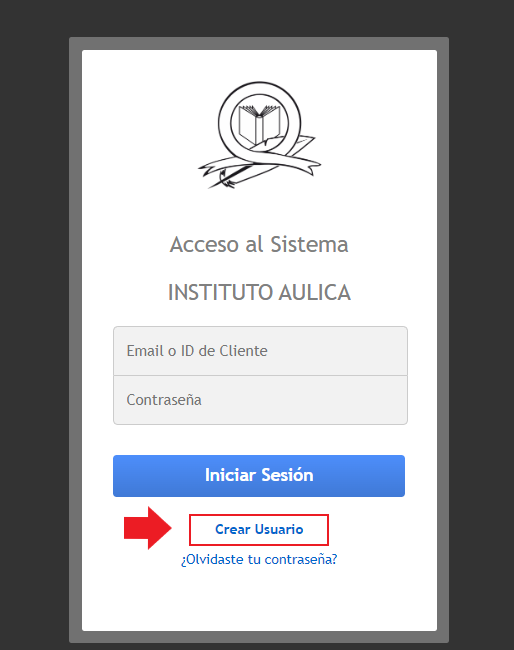 Acceso al Sistema
INSTITUTO AULICA
Email o ID de Cliente
Contraseña
Iniciar Sesión
Crear Usuario
¿Olvidaste tu contraseña?